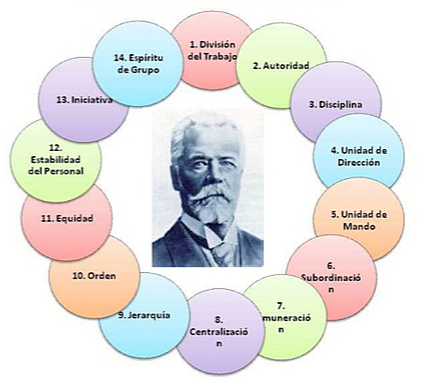 1. División
del Trabajo
2. Autoridad
3. Disciplina
4. Unidad de
Dirección
5. Unidad de
Mando
6.
Subordinació
n
7.
muneració
n
8.
Centralizació
n
9. Jerarquía
10. Orden
11. Equidad
12.
Estabilidad
del Personal
13. Iniciativa
14. Espíritu
de Grupo